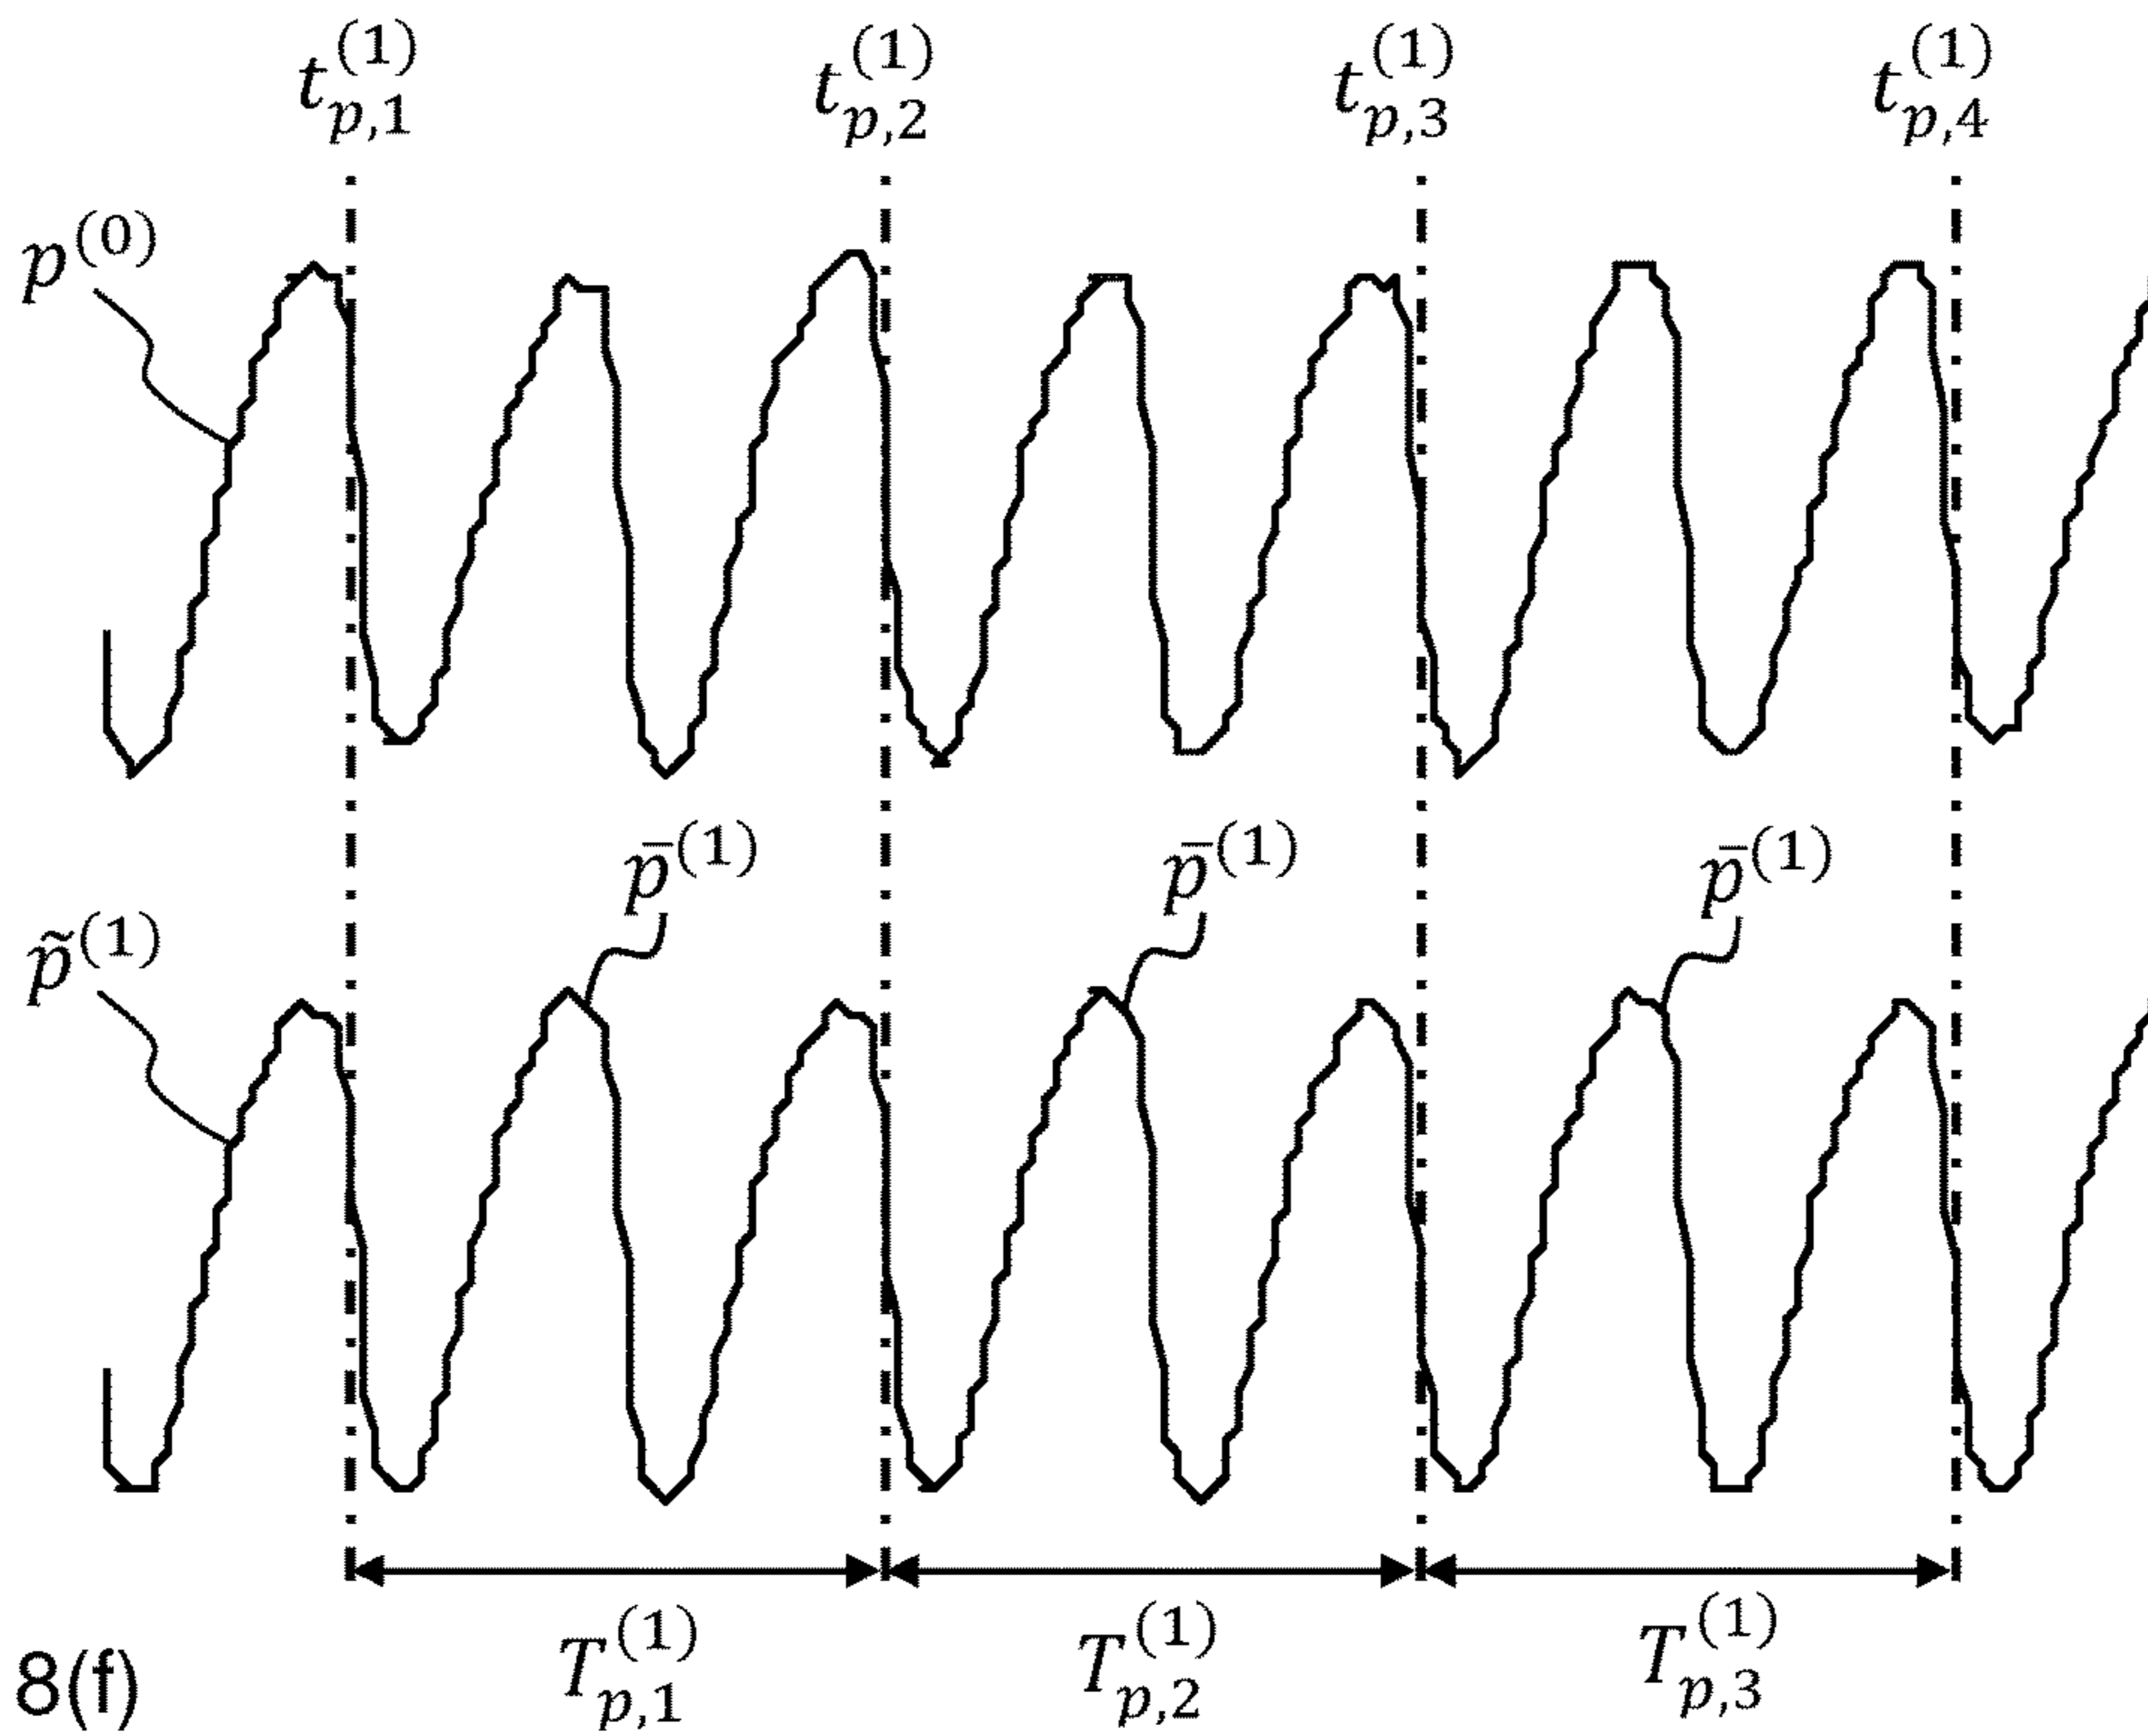 t_{p,1}^{(1)} t_{p,2}^{(1)} t_{p,3}^{(1)} t_{p,4}^{(1)}
p^{(0)}
p̄^{(1)} p̄^{(1)} p̄^{(1)}
p̃^{(1)}
T_{p,1}^{(1)} T_{p,2}^{(1)} T_{p,3}^{(1)}
8(f)